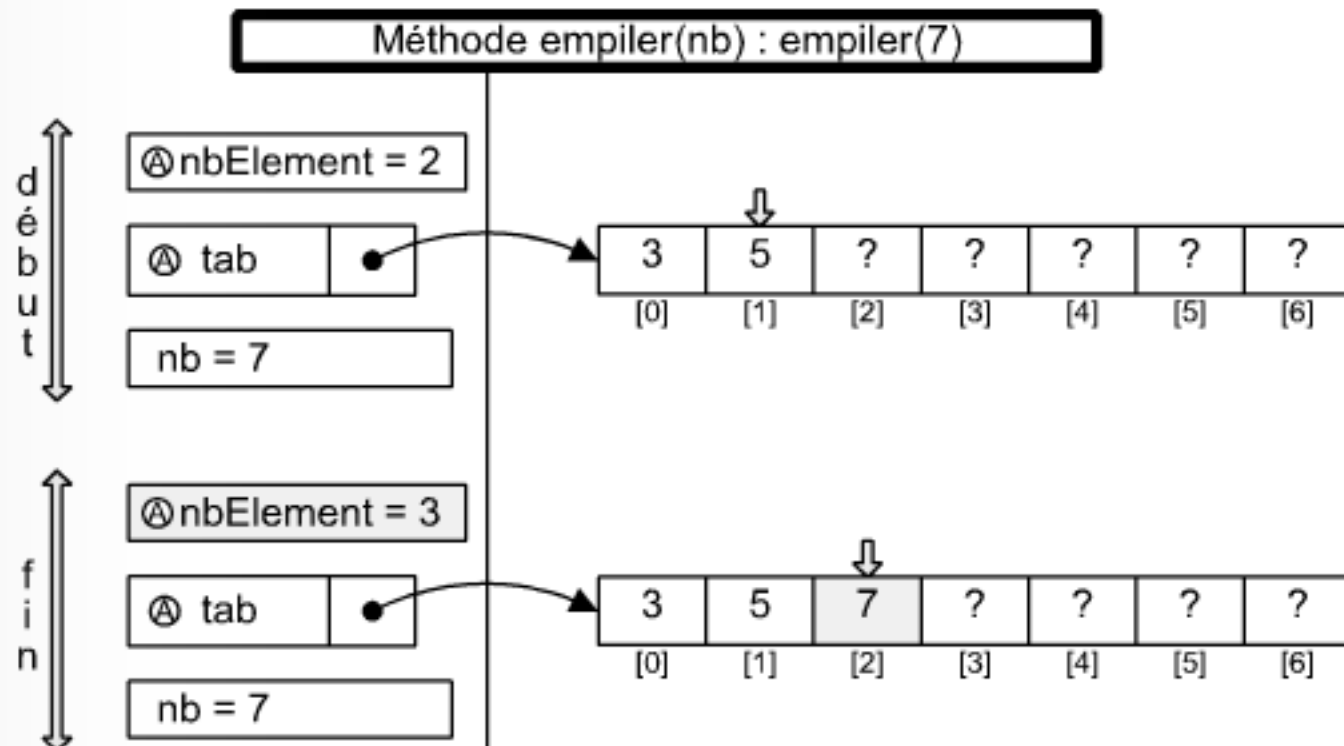 Méthode empiler(nb) : empiler(7)
début
Ⓐ nbElement = 2
Ⓐ tab
3 5 ? ? ? ? ?
[0] [1] [2] [3] [4] [5] [6]
nb = 7
fin
Ⓐ nbElement = 3
Ⓐ tab
3 5 7 ? ? ? ?
[0] [1] [2] [3] [4] [5] [6]
nb = 7